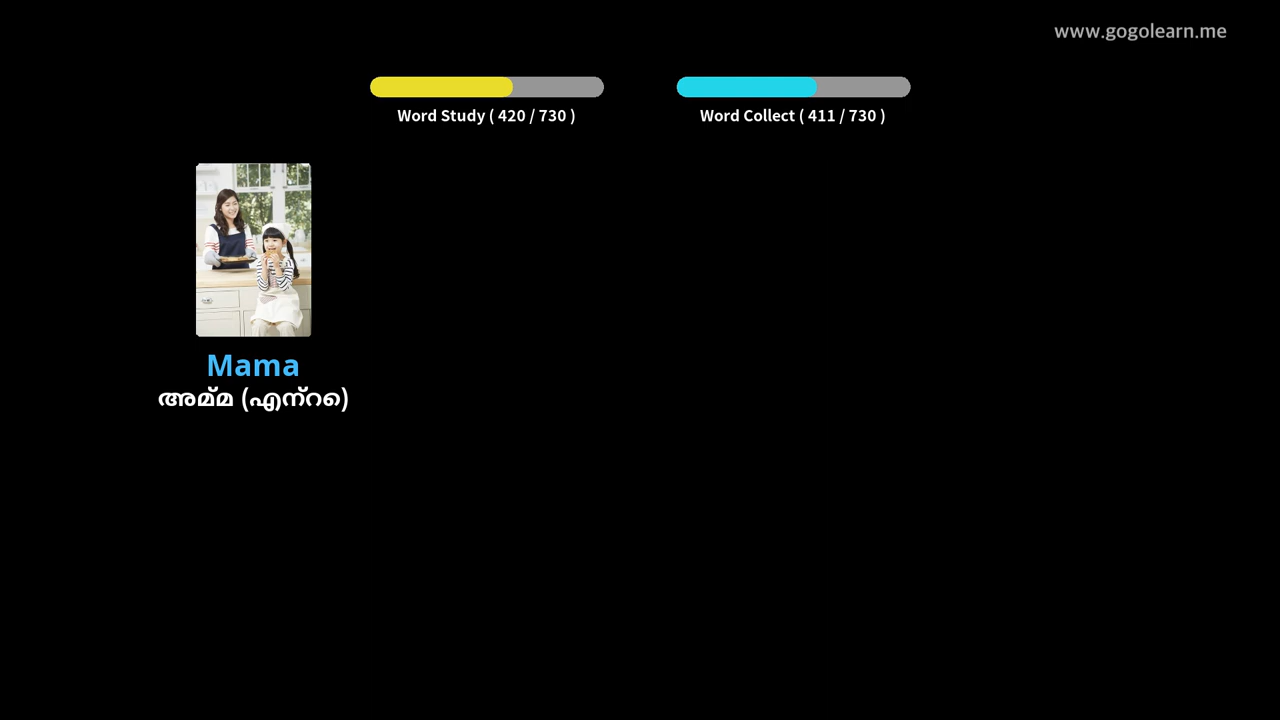 www.gogolearn.me
Word Study ( 420 / 730 )
Word Collect ( 411 / 730 )
Mama
അമ്മ (എന്റെ)